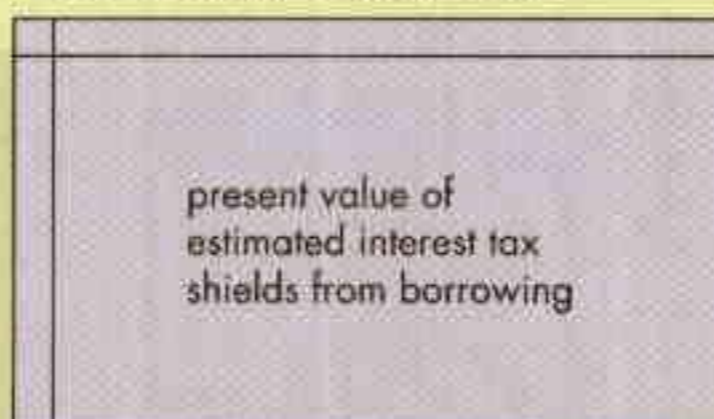 present value of
estimated interest tax
shields from borrowing